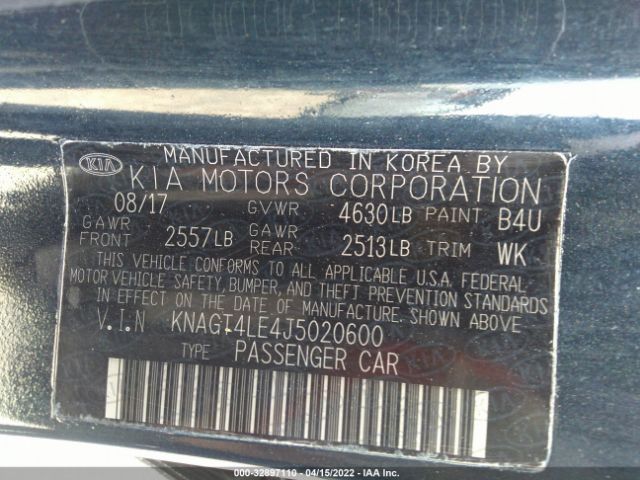 KIA MANUFACTURED IN KOREA BY
KIA MOTORS CORPORATION
08/17 GVWR 4630LB PAINT B4U
GAWR FRONT 2557LB GAWR REAR 2513LB TRIM WK
THIS VEHICLE CONFORMS TO ALL APPLICABLE U.S.A. FEDERAL
MOTOR VEHICLE SAFETY, BUMPER, AND THEFT PREVENTION STANDARDS
IN EFFECT ON THE DATE OF MANUFACTURE. SHOWN ABOVE
V.I.N KNAGT4LE4J5020600
TYPE: PASSENGER CAR
000-32897110 - 04/15/2022 - IAA Inc.